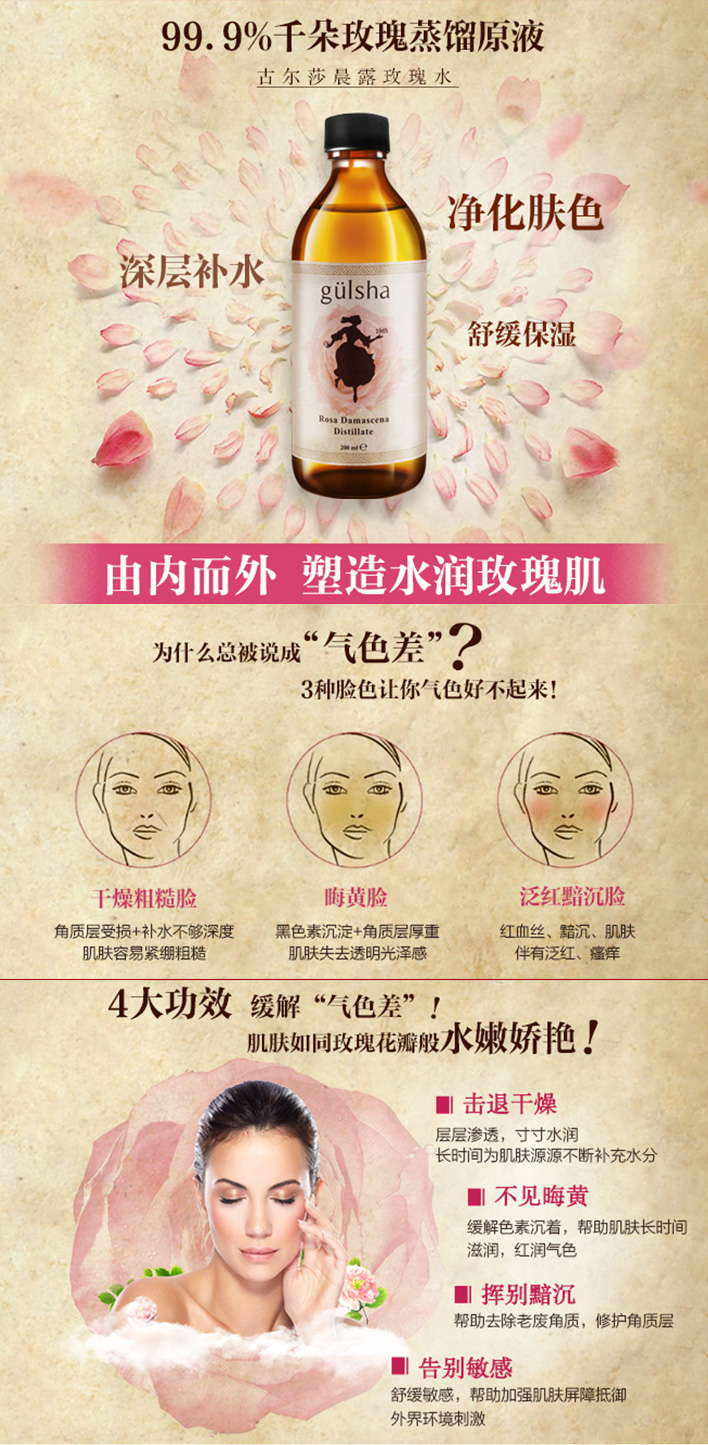 99.9%千朵玫瑰蒸馏原液
古尔莎晨露玫瑰水
净化肤色
深层补水
舒缓保湿
gülsha
1985
Rosa Damascena
Distillate
200 ml ℮
由内而外 塑造水润玫瑰肌
为什么总被说成“气色差”?
3种脸色让你气色好不起来!
干燥粗糙脸
角质层受损+补水不够深度
肌肤容易紧绷粗糙
晦黄脸
黑色素沉淀+角质层厚重
肌肤失去透明光泽感
泛红黯沉脸
红血丝、黯沉、肌肤
伴有泛红、瘙痒
4大功效 缓解“气色差”!
肌肤如同玫瑰花瓣般水嫩娇艳!
击退干燥
层层渗透，寸寸水润
长时间为肌肤源源不断补充水分
不见晦黄
缓解色素沉着，帮助肌肤长时间
滋润，红润气色
挥别黯沉
帮助去除老废角质，修护角质层
告别敏感
舒缓敏感，帮助加强肌肤屏障抵御
外界环境刺激